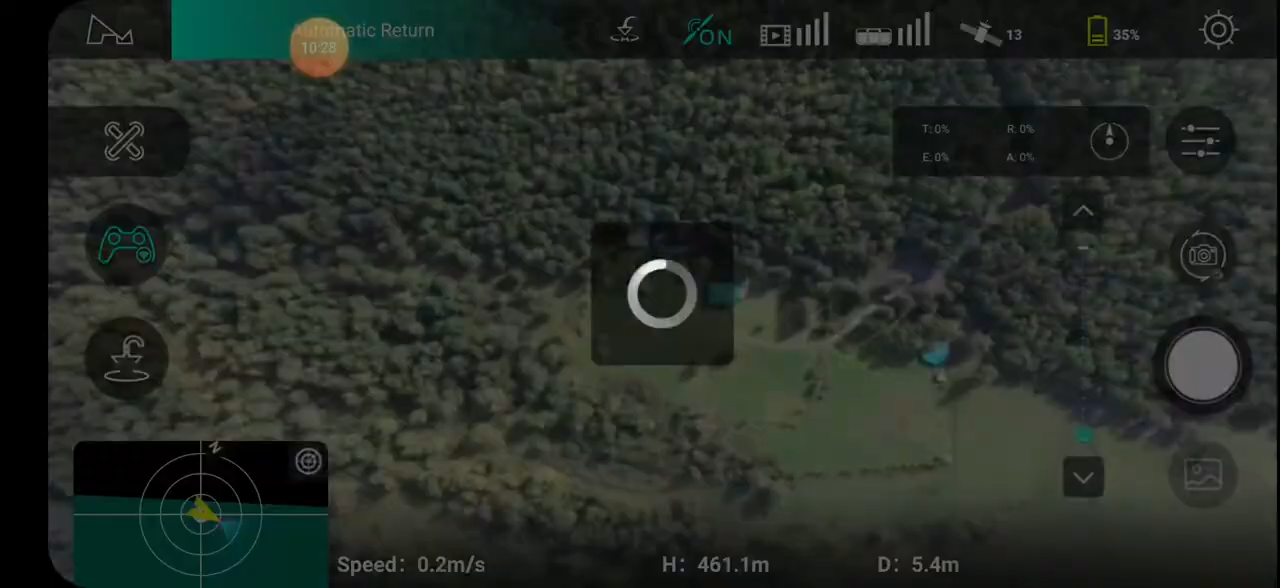 Automatic Return
10:28
ON
13
35%
T: 0%
R: 0%
E: 0%
A: 0%
N
Speed: 0.2m/s
H: 461.1m
D: 5.4m